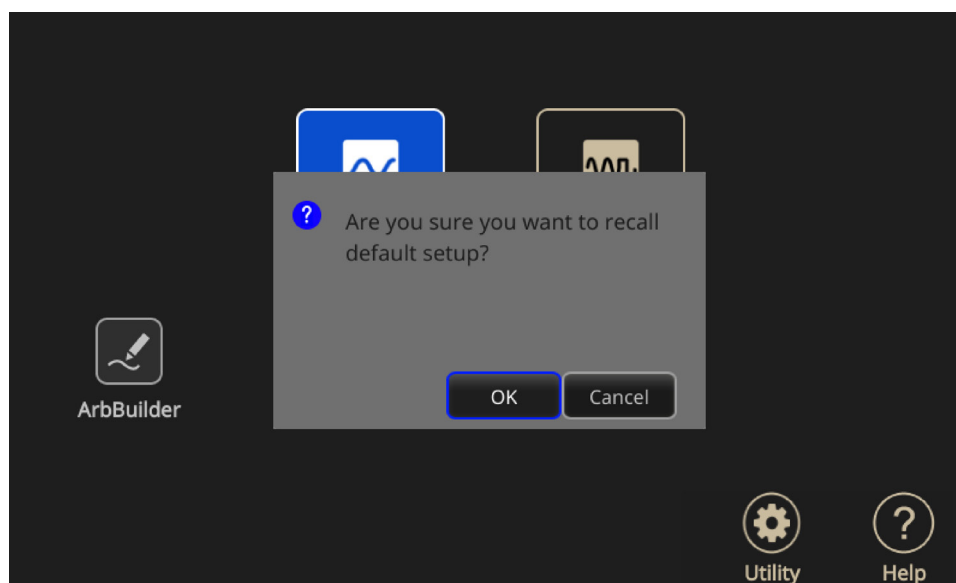 Are you sure you want to recall
default setup?
OK
Cancel
ArbBuilder
Utility
Help